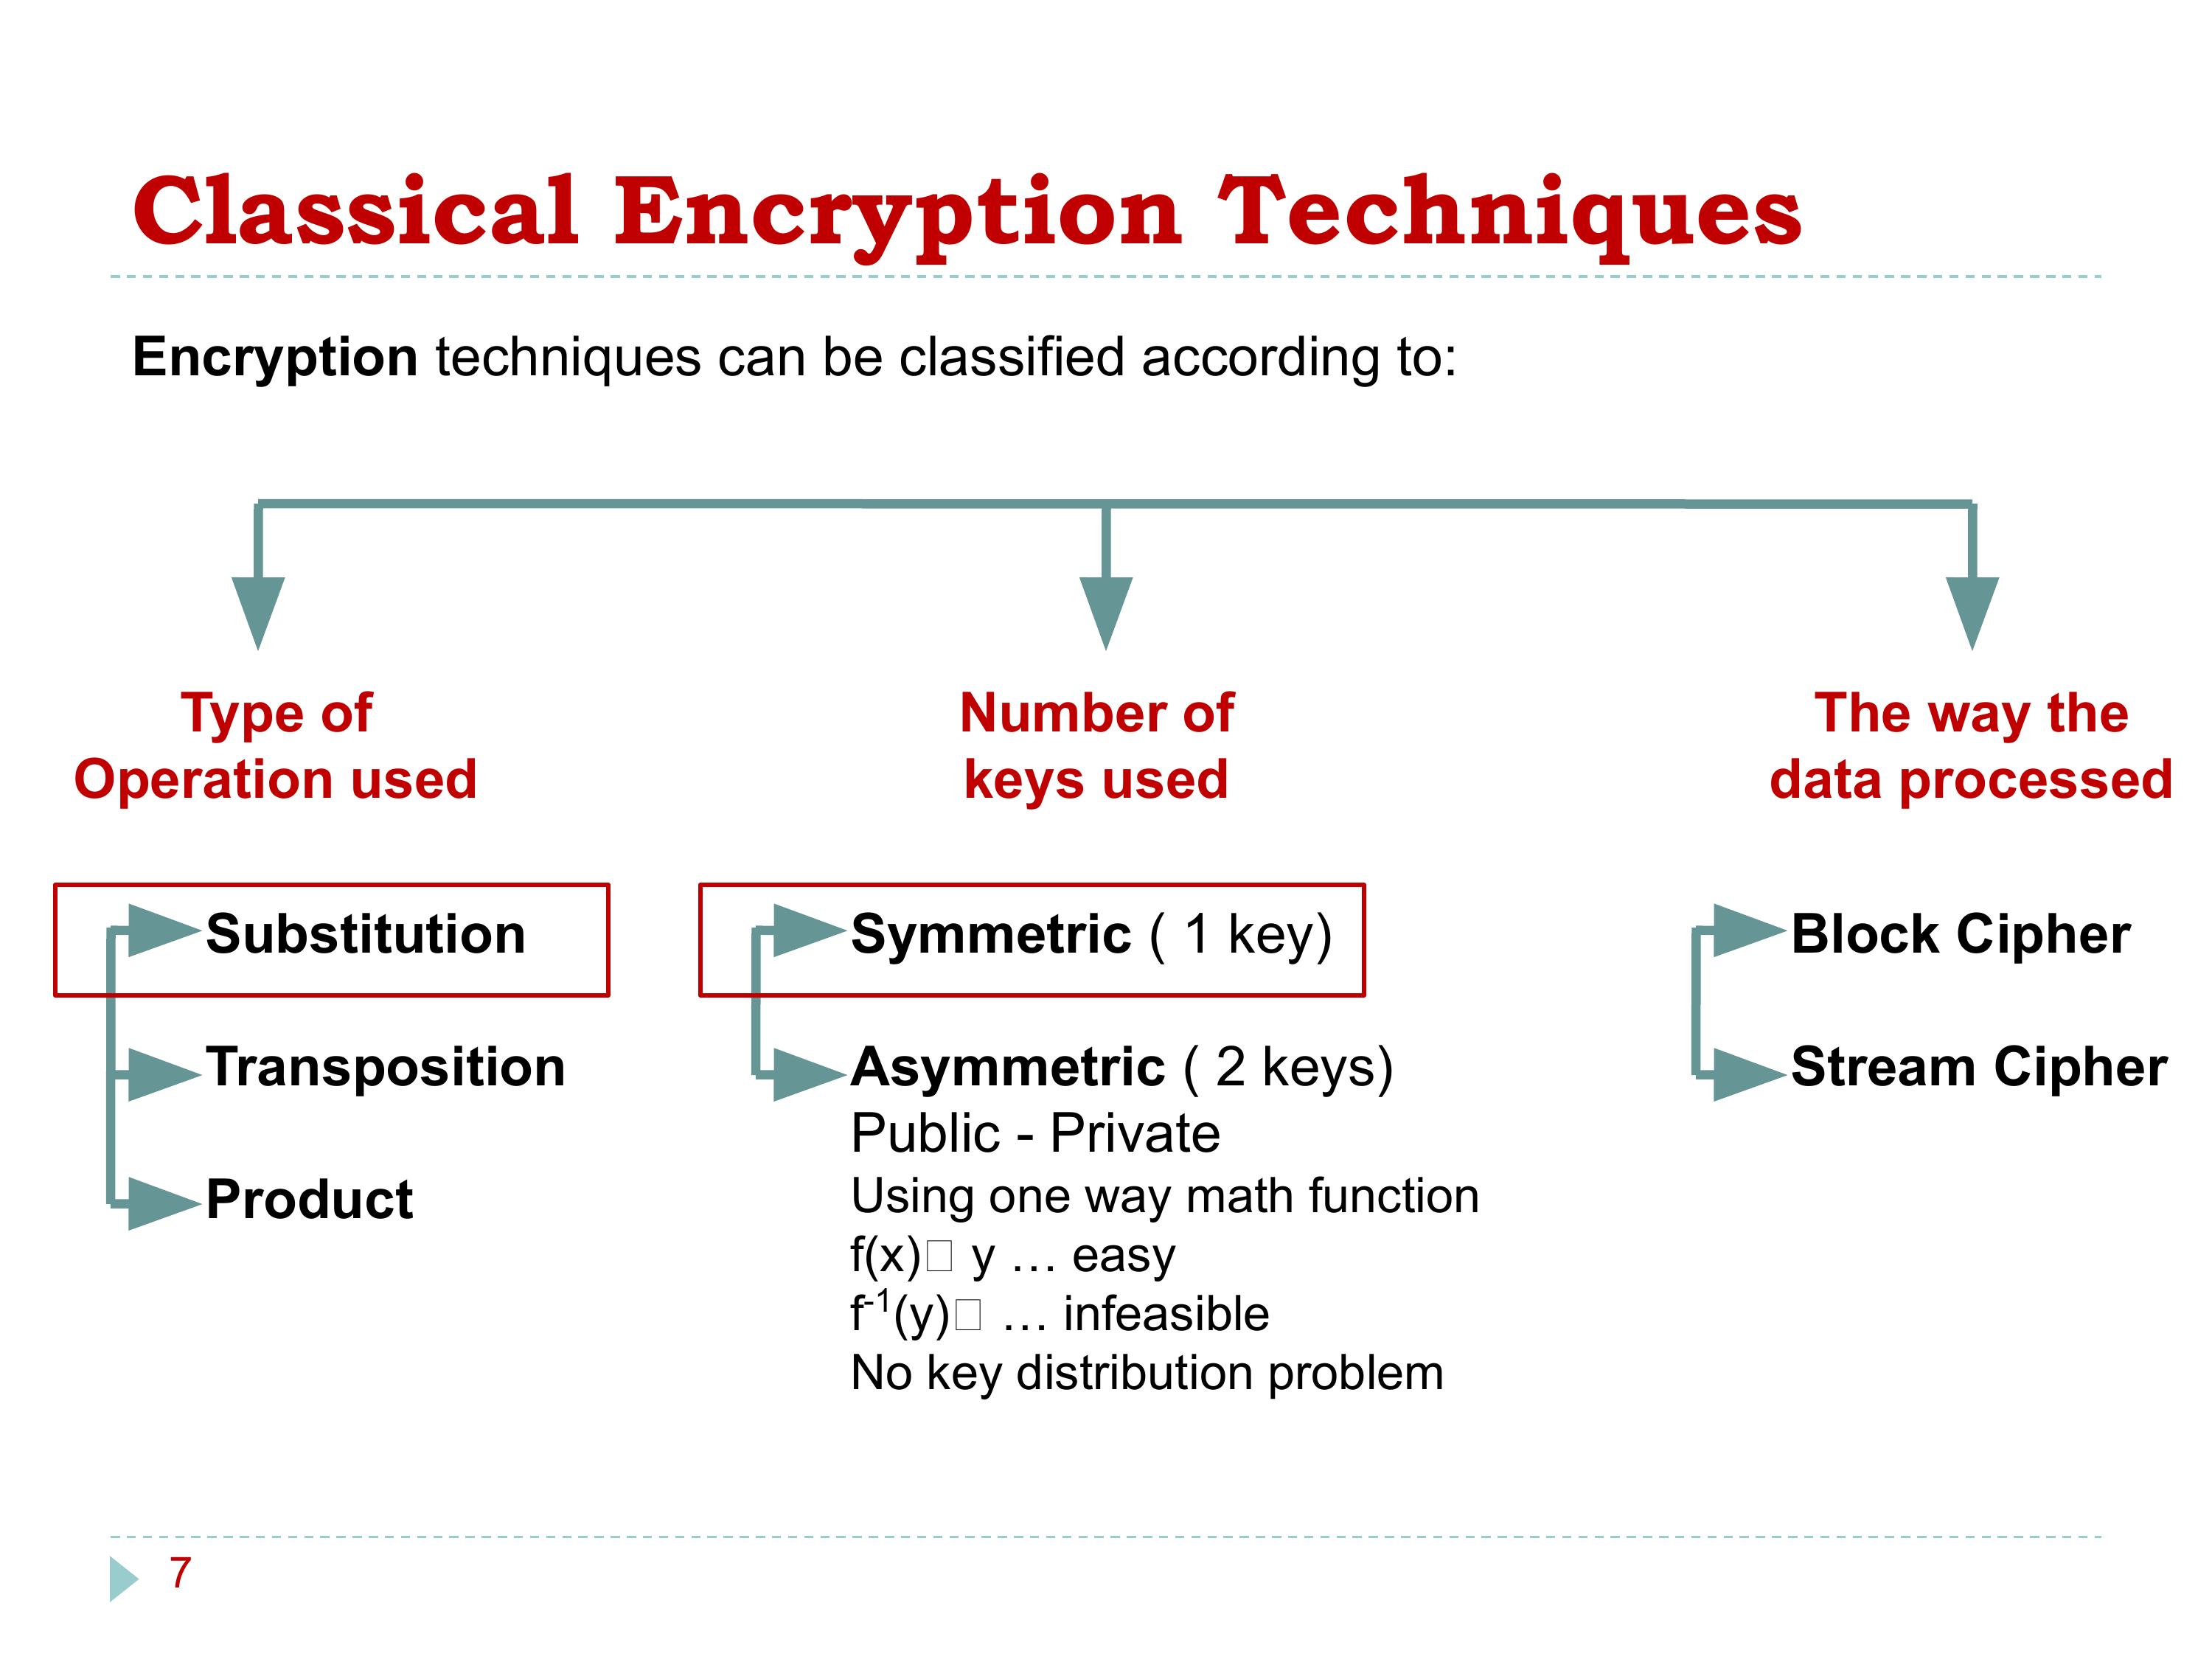 Classical Encryption Techniques
Encryption techniques can be classified according to:
Type of
Operation used
Substitution
Transposition
Product
Number of
keys used
Symmetric ( 1 key)
Asymmetric ( 2 keys)
Public - Private
Using one way math function
f(x)□ y … easy
f⁻¹(y)□ … infeasible
No key distribution problem
The way the
data processed
Block Cipher
Stream Cipher
7